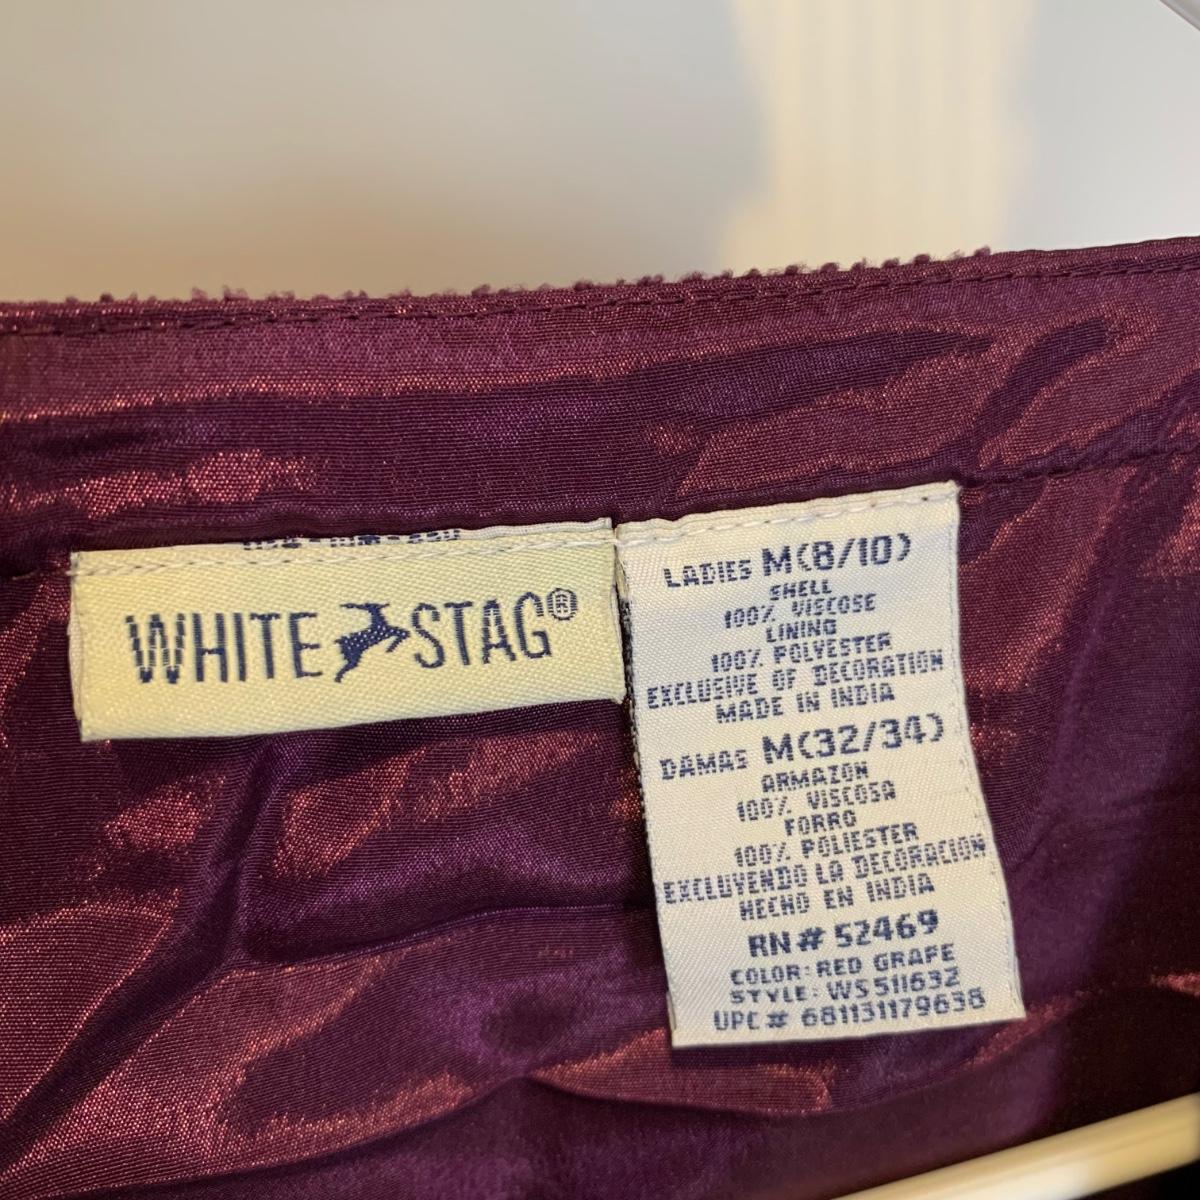 WHITE STAG®
LADIES M(8/10)
SHELL
100% VISCOSE
LINING
100% POLYESTER
EXCLUSIVE OF DECORATION
MADE IN INDIA
DAMAS M(32/34)
ARMAZON
100% VISCOSA
FORRO
100% POLIESTER
EXCLUYENDO LA DECORACION
HECHO EN INDIA
RN# 52469
COLOR: RED GRAPE
STYLE: WS511632
UPC# 681131179638